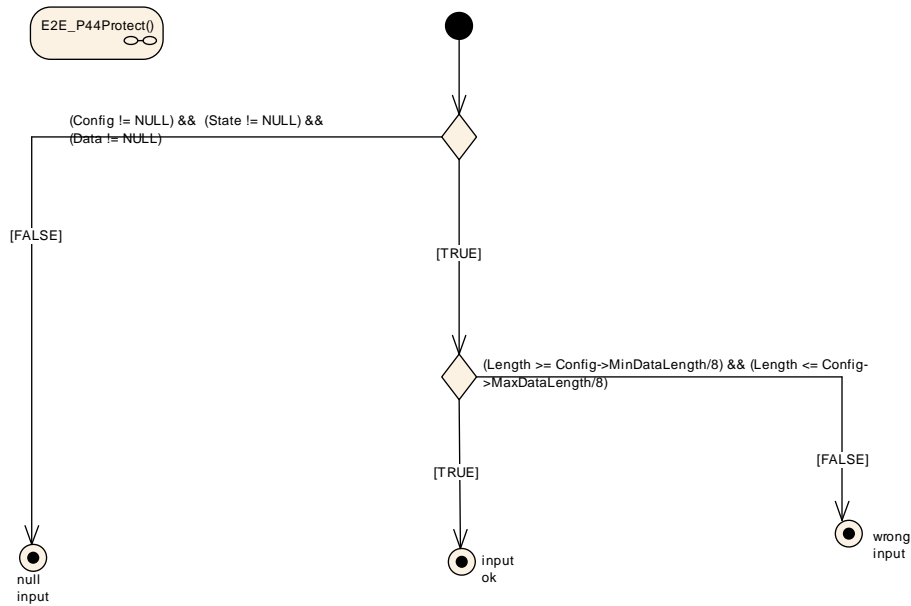 E2E_P44Protect()
(Config != NULL) && (State != NULL) &&
(Data != NULL)
[FALSE]
[TRUE]
(Length >= Config->MinDataLength/8) && (Length <= Config-
>MaxDataLength/8)
[FALSE]
[TRUE]
wrong
input
input
ok
null
input